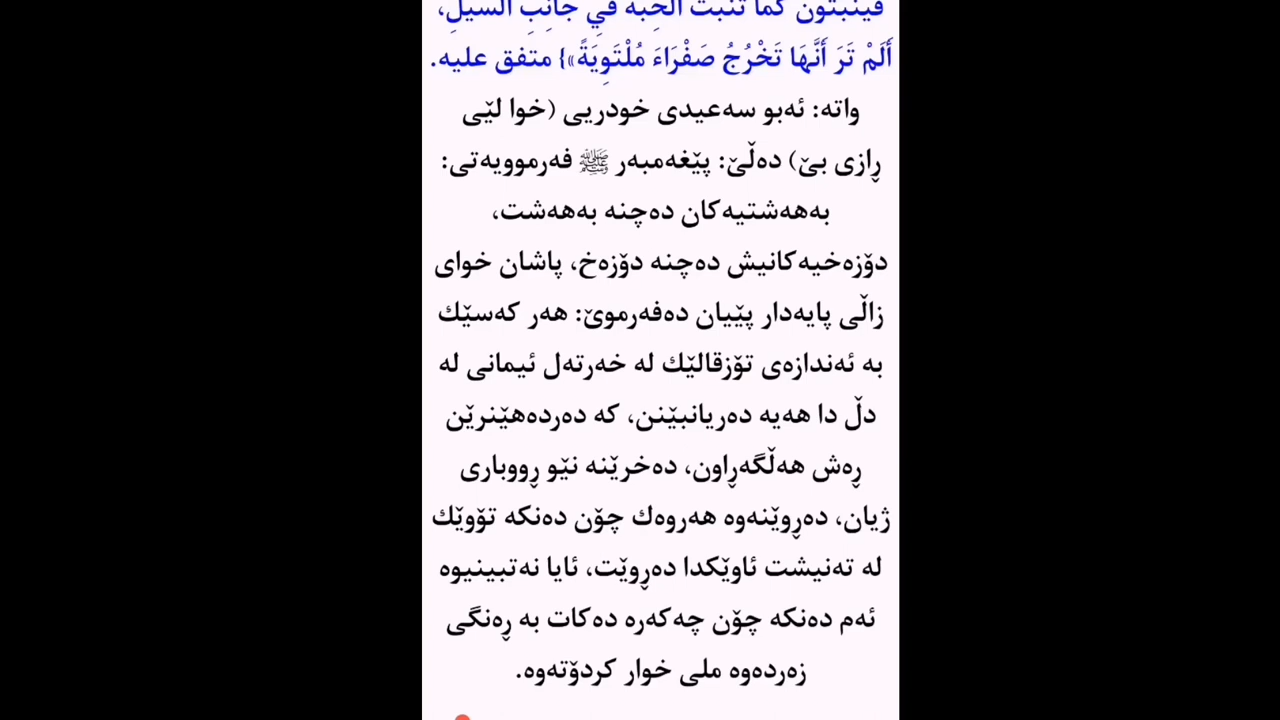 فينبتون كما تنبت الحِبة فِي جَانِبِ السيلِ،
أَلَمْ تَرَ أَنَّهَا تَخْرُجُ صَفْرَاءَ مُلْتَوِيَةً»} متفق عليه.
واتە: ئەبو سەعیدی خودریی (خوا لێی
ڕازی بێ) دەڵێ: پێغەمبەر ﷺ فەرموویەتی:
بەهەشتیەکان دەچنە بەهەشت،
دۆزەخیەکانیش دەچنە دۆزەخ، پاشان خوای
زاڵی پایەدار پێیان دەفەرموێ: هەر کەسێك
بە ئەندازەی تۆزقالێك لە خەرتەل ئیمانی لە
دڵ دا هەیە دەریانبێنن، کە دەردەهێنرێن
ڕەش هەڵگەڕاون، دەخرێنە نێو ڕووباری
ژیان، دەڕوێنەوە هەروەك چۆن دەنکە تۆوێك
لە تەنیشت ئاوێکدا دەڕوێت، ئایا نەتبینیوە
ئەم دەنکە چۆن چەکەرە دەکات بە ڕەنگی
زەردەوە ملی خوار کردۆتەوە.